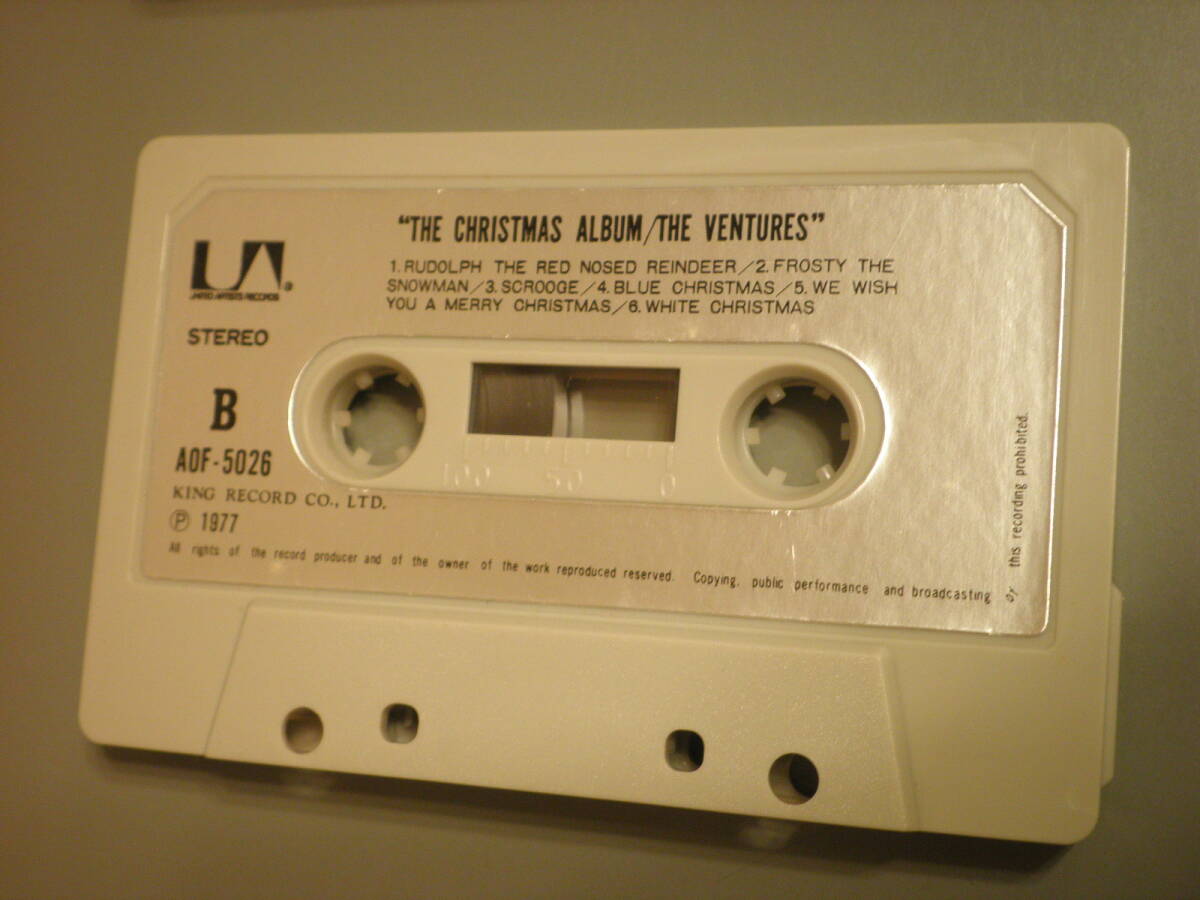 "THE CHRISTMAS ALBUM/THE VENTURES"
1. RUDOLPH THE RED NOSED REINDEER/2. FROSTY THE
SNOWMAN/3. SCROOGE/4. BLUE CHRISTMAS/5. WE WISH
YOU A MERRY CHRISTMAS/6. WHITE CHRISTMAS
UA®
UNITED ARTISTS RECORDS
STEREO
B
AOF-5026
100 50 0
KING RECORD CO., LTD.
℗ 1977
All rights of the record producer and of the owner of the work reproduced reserved. Copying, public performance and broadcasting of this recording prohibited.